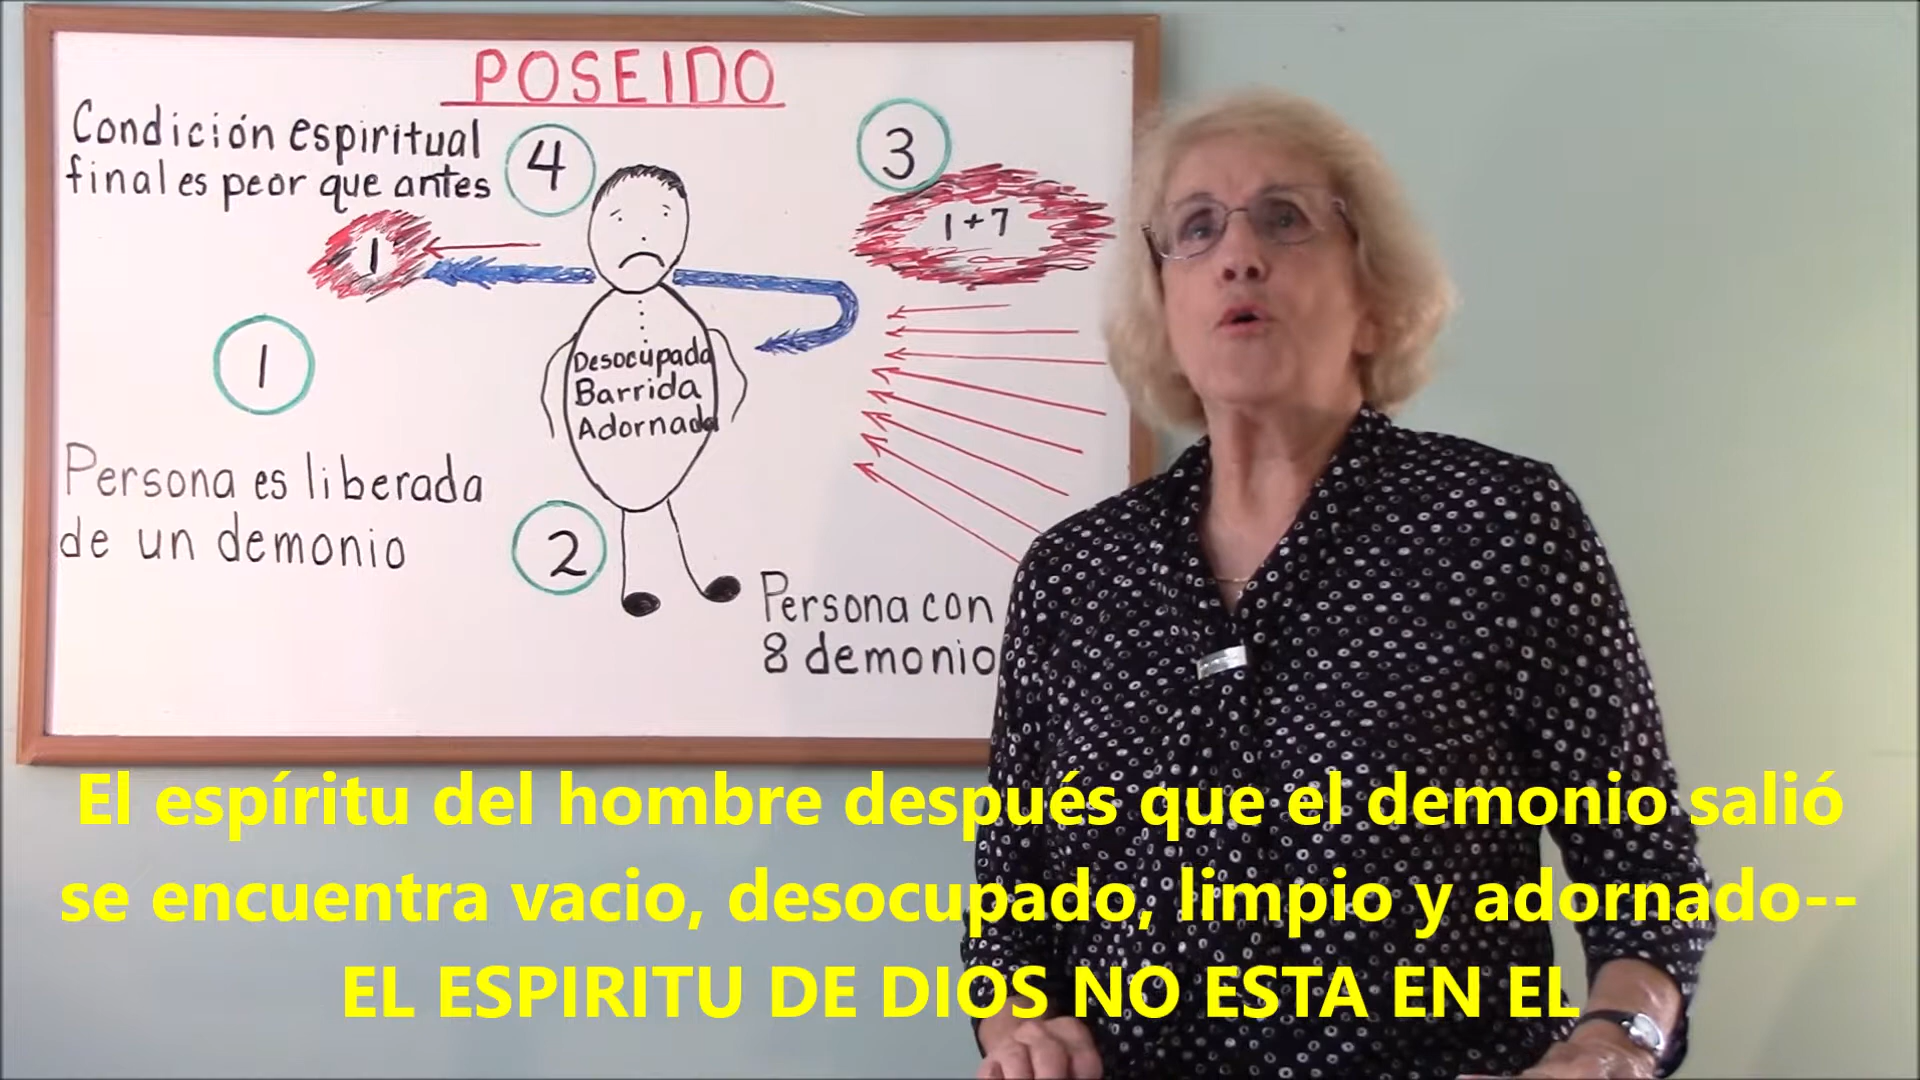 POSEIDO
Condición espiritual
final es peor que antes
4
3
1+7
1
1
Desocupada
Barrida
Adornada
Persona es liberada
de un demonio
2
Persona con
8 demonio
El espíritu del hombre después que el demonio salió
se encuentra vacio, desocupado, limpio y adornado--
EL ESPIRITU DE DIOS NO ESTA EN EL